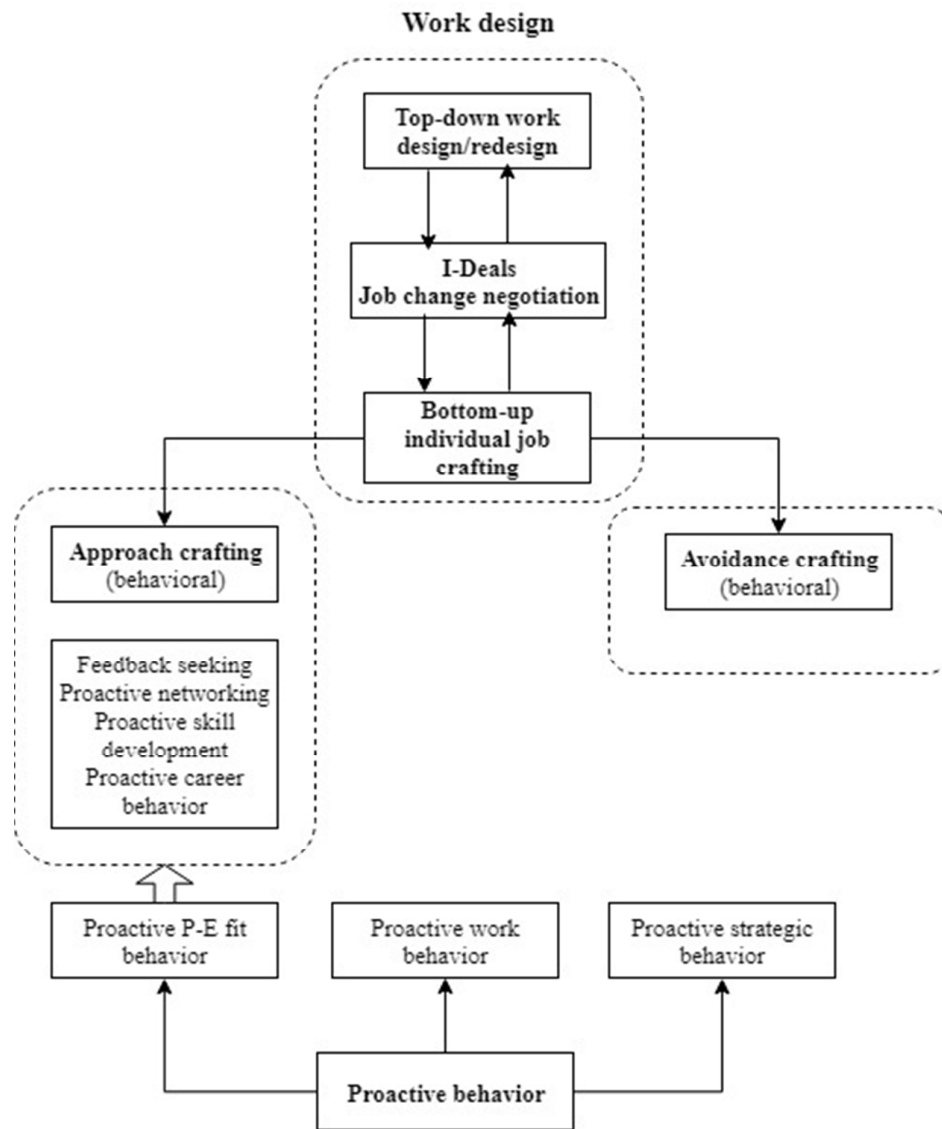 Work design
Top-down work
design/redesign
I-Deals
Job change negotiation
Bottom-up
individual job
crafting
Approach crafting
(behavioral)
Avoidance crafting
(behavioral)
Feedback seeking
Proactive networking
Proactive skill
development
Proactive career
behavior
Proactive P-E fit
behavior
Proactive work
behavior
Proactive strategic
behavior
Proactive behavior